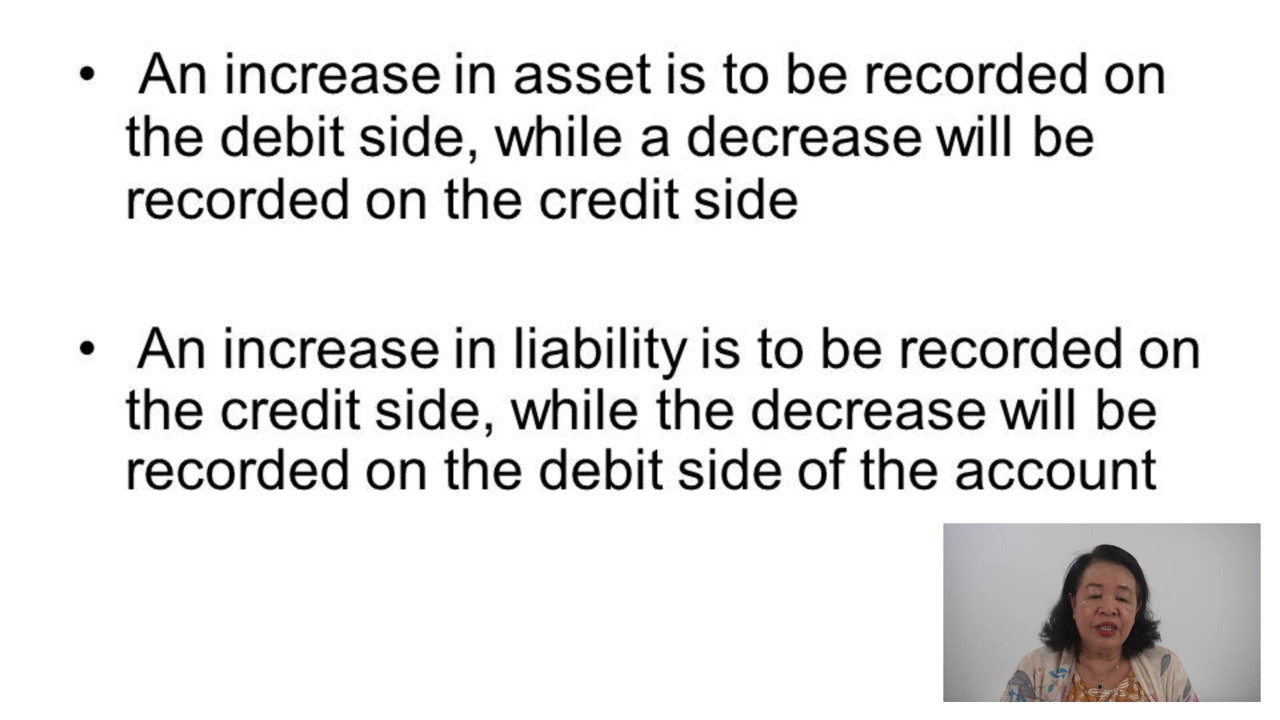 • An increase in asset is to be recorded on
the debit side, while a decrease will be
recorded on the credit side
• An increase in liability is to be recorded on
the credit side, while the decrease will be
recorded on the debit side of the account